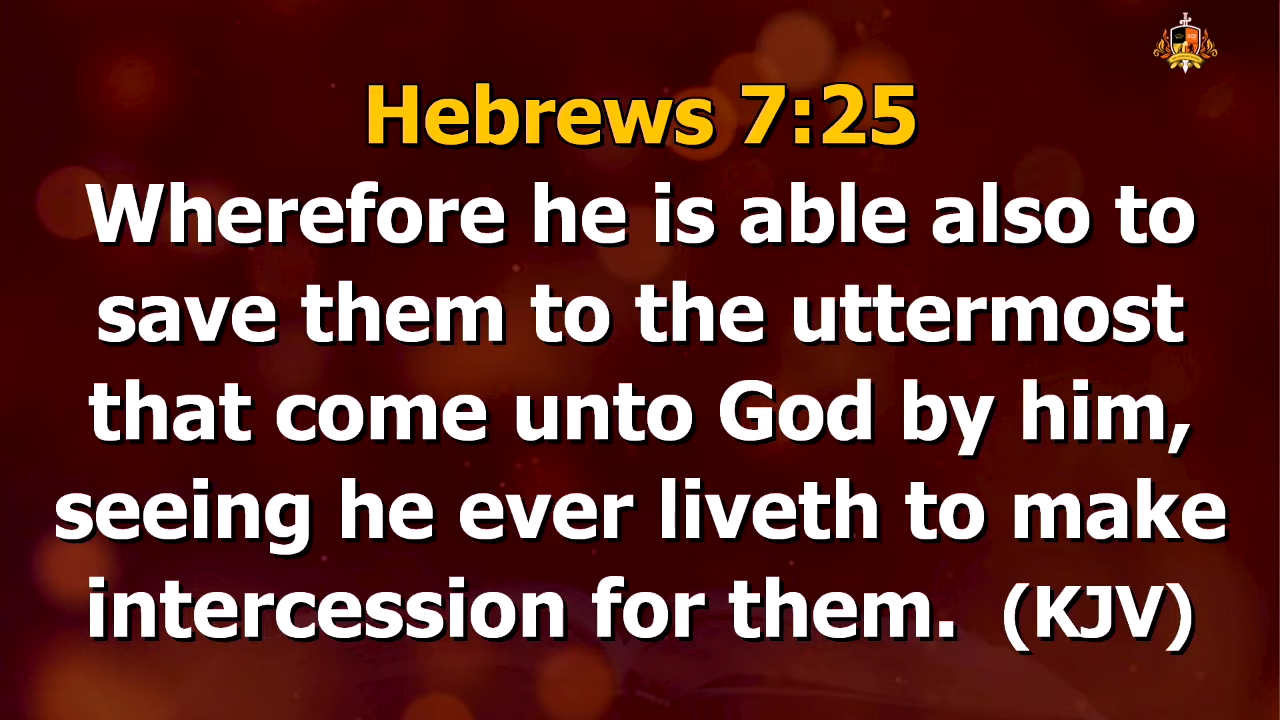 Hebrews 7:25
Wherefore he is able also to
save them to the uttermost
that come unto God by him,
seeing he ever liveth to make
intercession for them. (KJV)